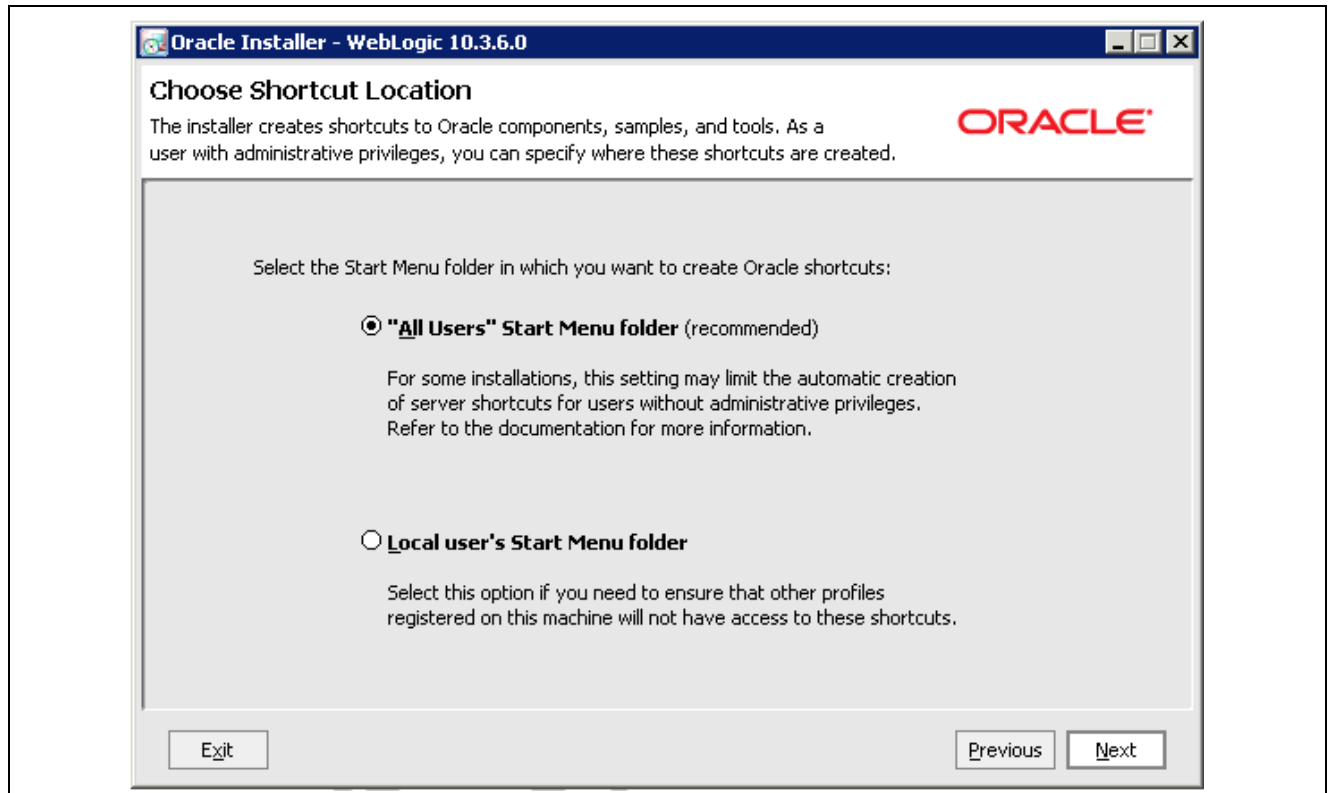 Oracle Installer - WebLogic 10.3.6.0
Choose Shortcut Location
The installer creates shortcuts to Oracle components, samples, and tools. As a
user with administrative privileges, you can specify where these shortcuts are created.
ORACLE
Select the Start Menu folder in which you want to create Oracle shortcuts:
"All Users" Start Menu folder (recommended)
For some installations, this setting may limit the automatic creation
of server shortcuts for users without administrative privileges.
Refer to the documentation for more information.
Local user's Start Menu folder
Select this option if you need to ensure that other profiles
registered on this machine will not have access to these shortcuts.
Exit
Previous
Next